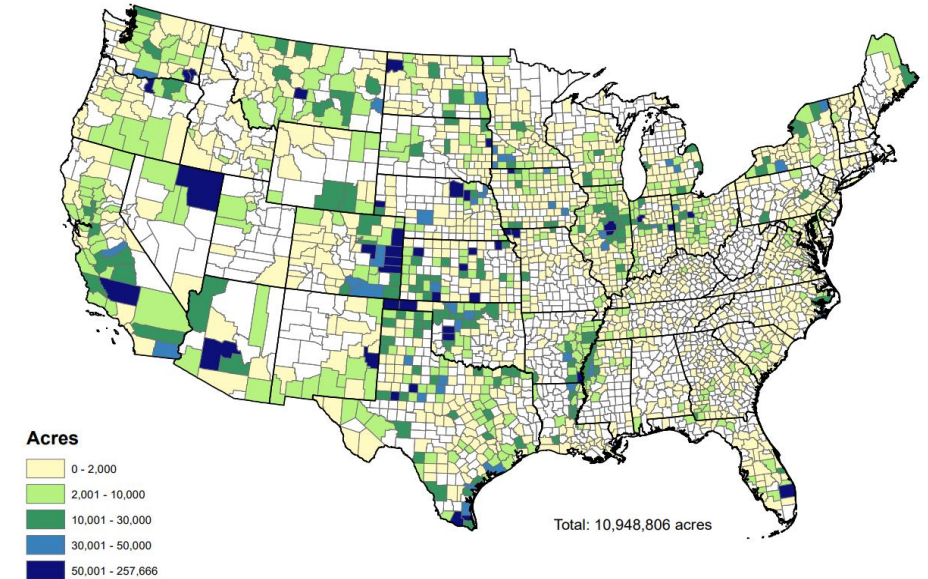 Acres
0 - 2,000
2,001 - 10,000
10,001 - 30,000
30,001 - 50,000
50,001 - 257,666
Total: 10,948,806 acres